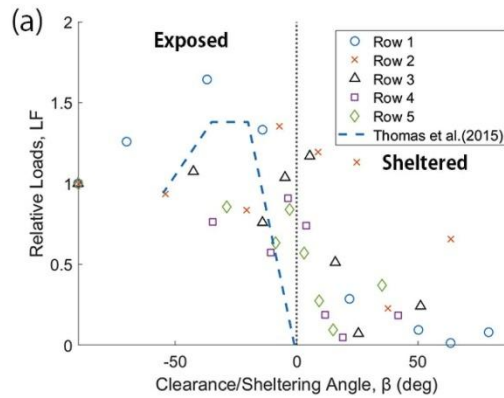 (a)
Exposed
Sheltered
Row 1
Row 2
Row 3
Row 4
Row 5
Thomas et al.(2015)
Relative Loads, LF
2
1.5
1
0.5
0
-50
0
50
Clearance/Sheltering Angle, β (deg)